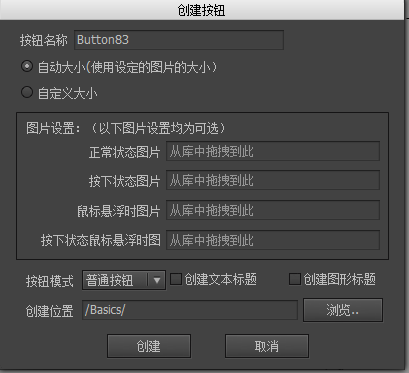 创建按钮
按钮名称 Button83
自动大小(使用设定的图片的大小)
自定义大小
图片设置：（以下图片设置均为可选）
正常状态图片 从库中拖拽到此
按下状态图片 从库中拖拽到此
鼠标悬浮时图片 从库中拖拽到此
按下状态鼠标悬浮时图 从库中拖拽到此
按钮模式 普通按钮 创建文本标题 创建图形标题
创建位置 /Basics/ 浏览..
创建 取消